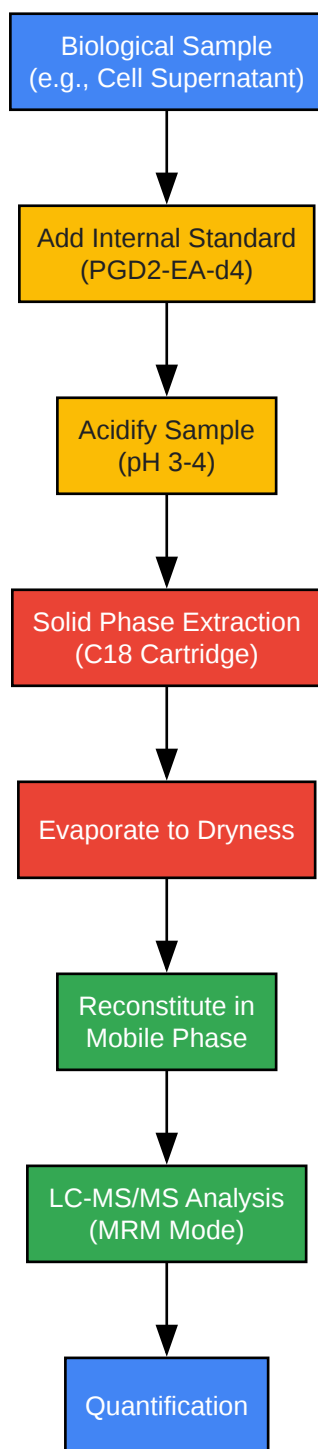 Biological Sample
(e.g., Cell Supernatant)
Add Internal Standard
(PGD2-EA-d4)
Acidify Sample
(pH 3-4)
Solid Phase Extraction
(C18 Cartridge)
Evaporate to Dryness
Reconstitute in
Mobile Phase
LC-MS/MS Analysis
(MRM Mode)
Quantification